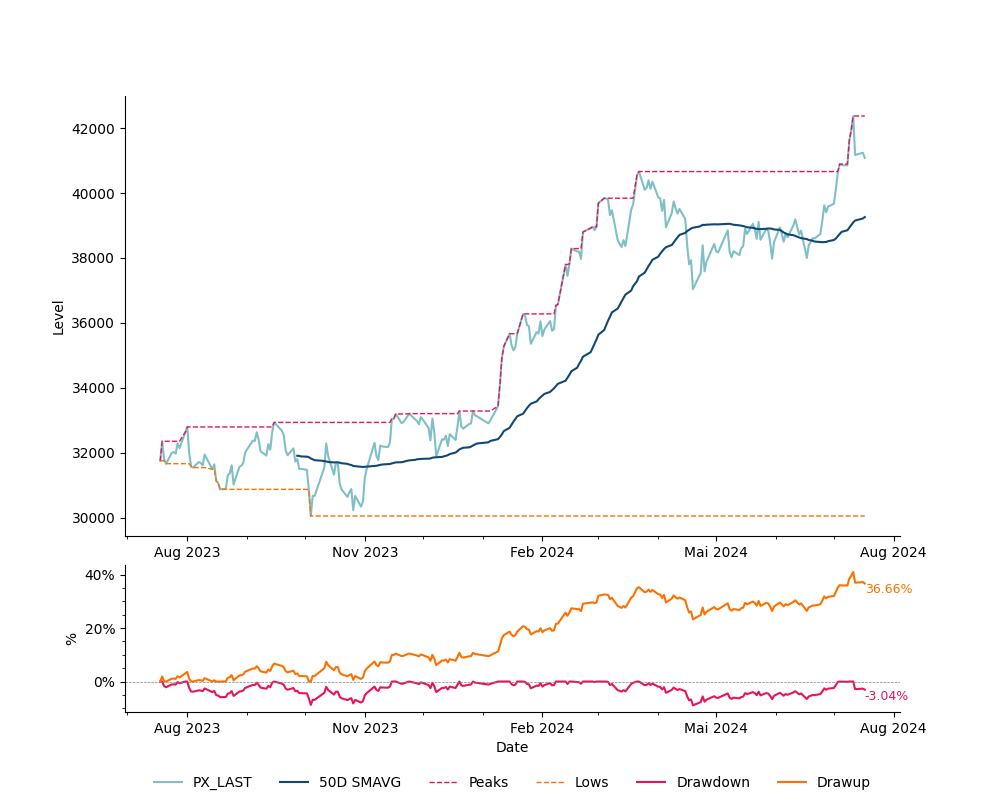 42000
40000
38000
36000
34000
32000
30000
Level
Aug 2023 Nov 2023 Feb 2024 Mai 2024 Aug 2024
40%
20%
0%
%
36.66%
-3.04%
Aug 2023 Nov 2023 Feb 2024 Mai 2024 Aug 2024
Date
PX_LAST 50D SMAVG Peaks Lows Drawdown Drawup